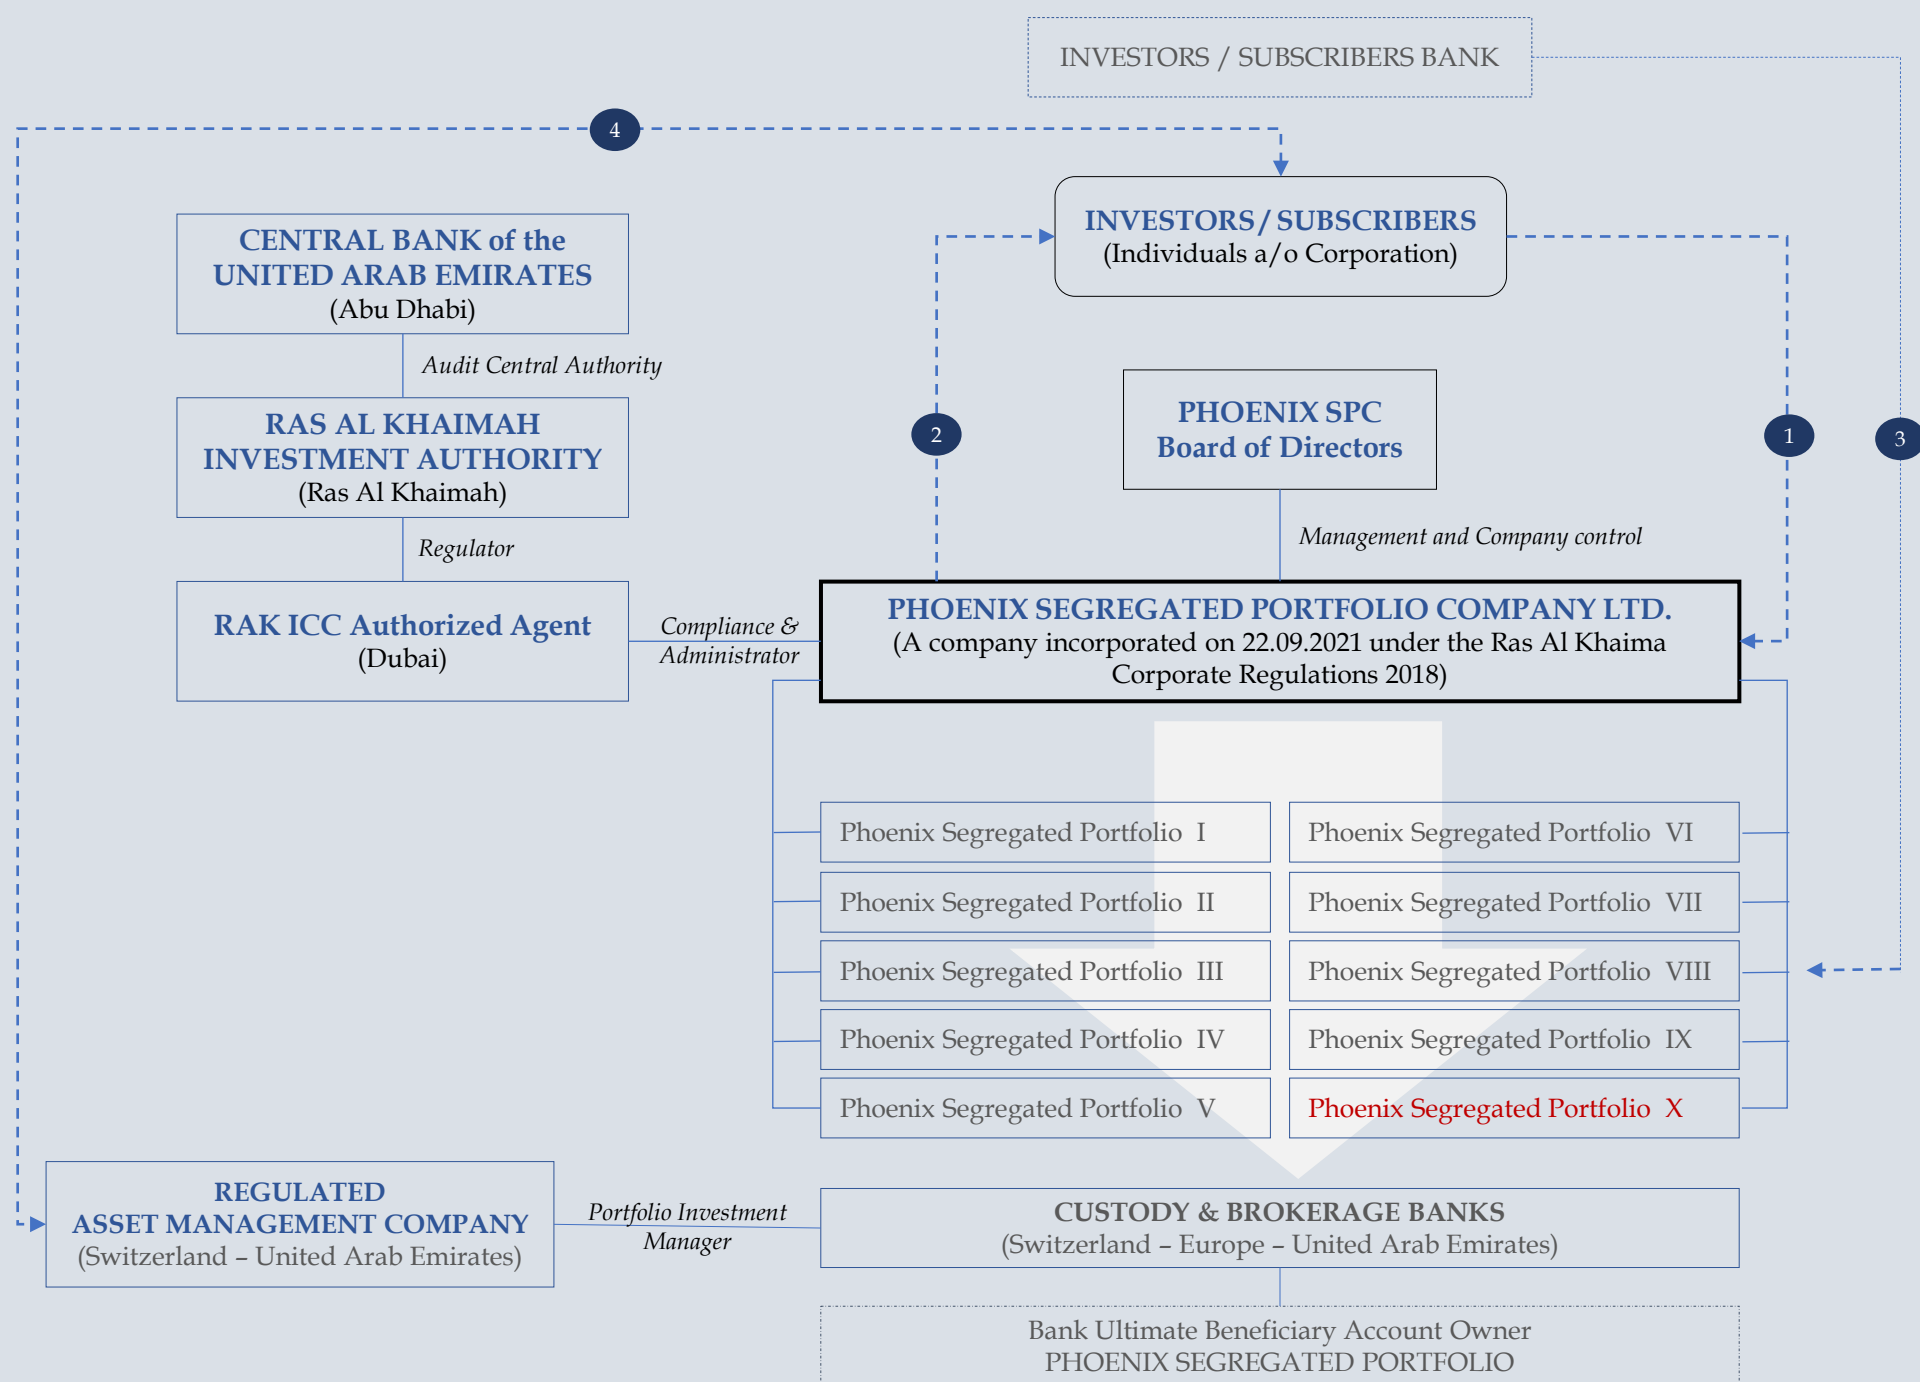 INVESTORS / SUBSCRIBERS BANK
4
INVESTORS / SUBSCRIBERS
(Individuals a/o Corporation)
CENTRAL BANK of the
UNITED ARAB EMIRATES
(Abu Dhabi)
Audit Central Authority
RAS AL KHAIMAH
INVESTMENT AUTHORITY
(Ras Al Khaimah)
2
PHOENIX SPC
Board of Directors
1
3
Regulator
Management and Company control
RAK ICC Authorized Agent
(Dubai)
Compliance &
Administrator
PHOENIX SEGREGATED PORTFOLIO COMPANY LTD.
(A company incorporated on 22.09.2021 under the Ras Al Khaima
Corporate Regulations 2018)
Phoenix Segregated Portfolio I
Phoenix Segregated Portfolio VI
Phoenix Segregated Portfolio II
Phoenix Segregated Portfolio VII
Phoenix Segregated Portfolio III
Phoenix Segregated Portfolio VIII
Phoenix Segregated Portfolio IV
Phoenix Segregated Portfolio IX
Phoenix Segregated Portfolio V
Phoenix Segregated Portfolio X
REGULATED
ASSET MANAGEMENT COMPANY
(Switzerland – United Arab Emirates)
Portfolio Investment
Manager
CUSTODY & BROKERAGE BANKS
(Switzerland – Europe – United Arab Emirates)
Bank Ultimate Beneficiary Account Owner
PHOENIX SEGREGATED PORTFOLIO